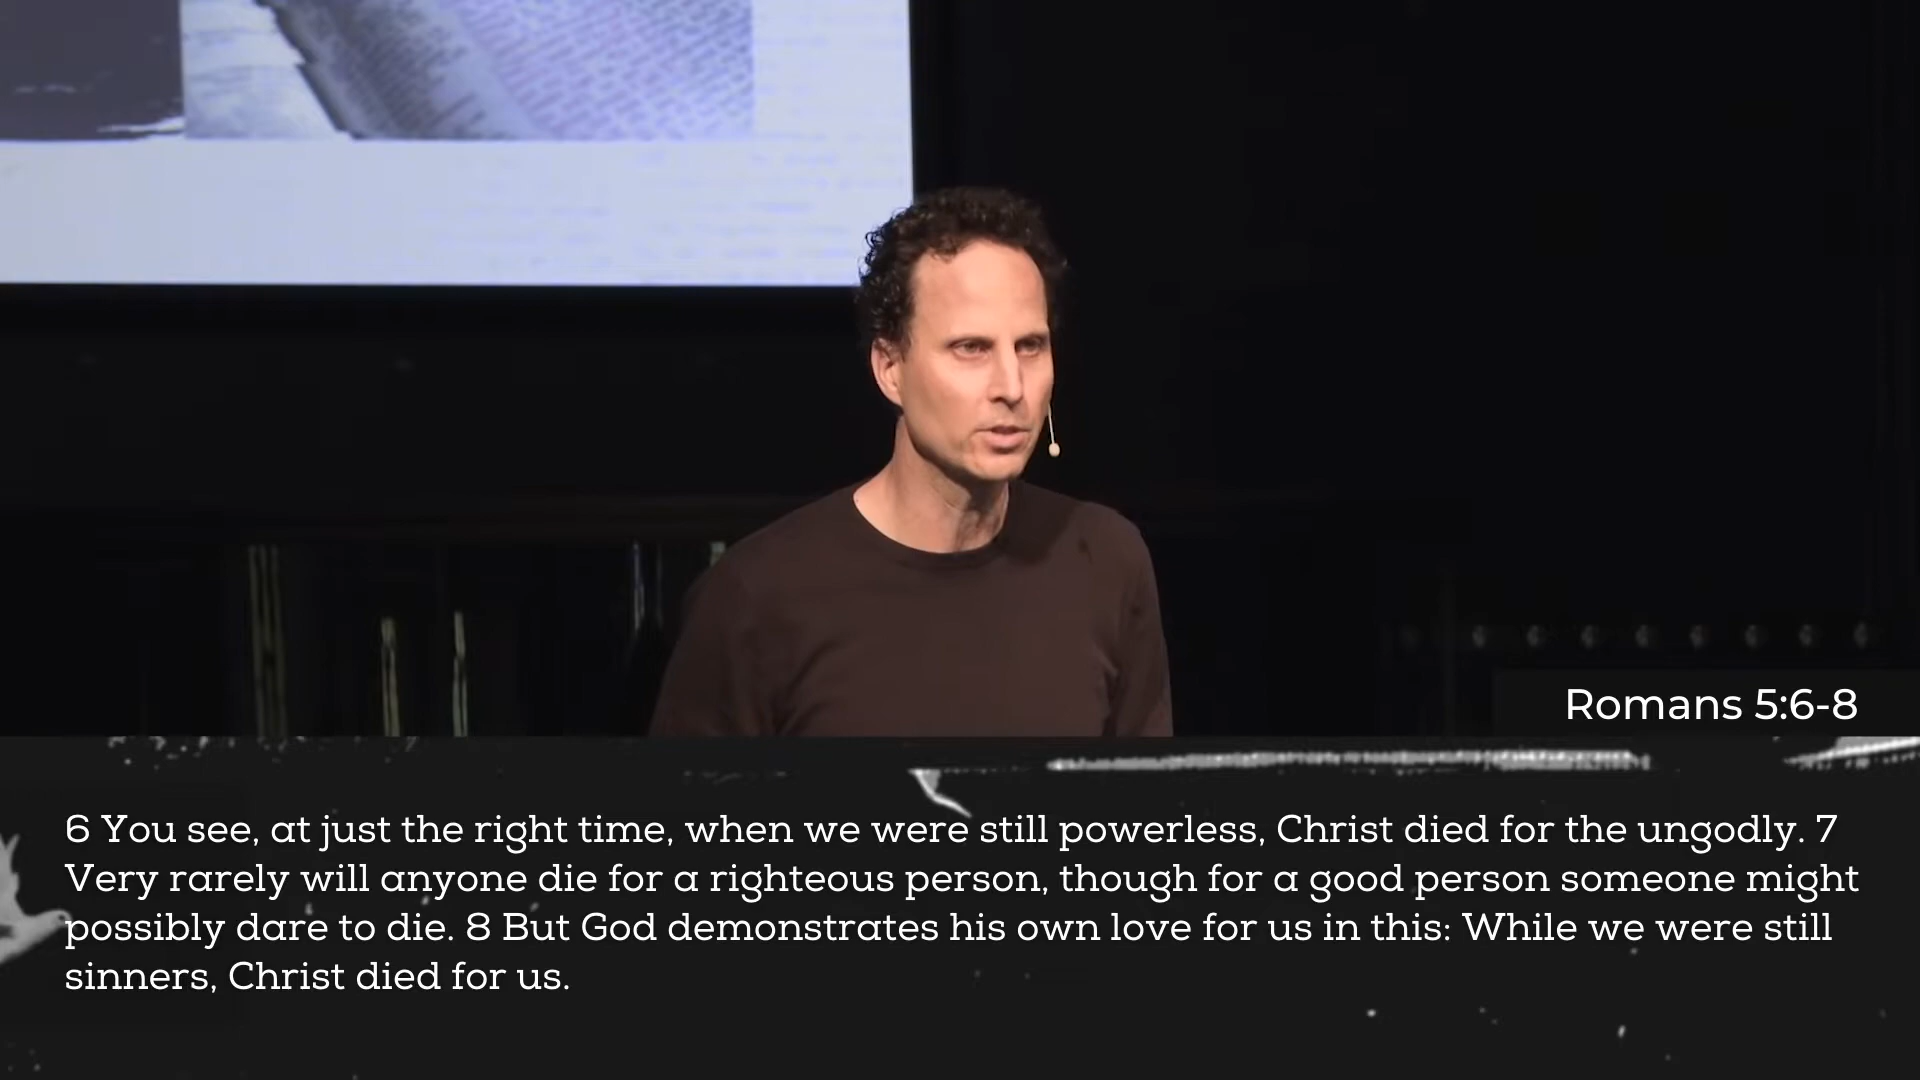 Romans 5:6-8
6 You see, at just the right time, when we were still powerless, Christ died for the ungodly. 7
Very rarely will anyone die for a righteous person, though for a good person someone might
possibly dare to die. 8 But God demonstrates his own love for us in this: While we were still
sinners, Christ died for us.